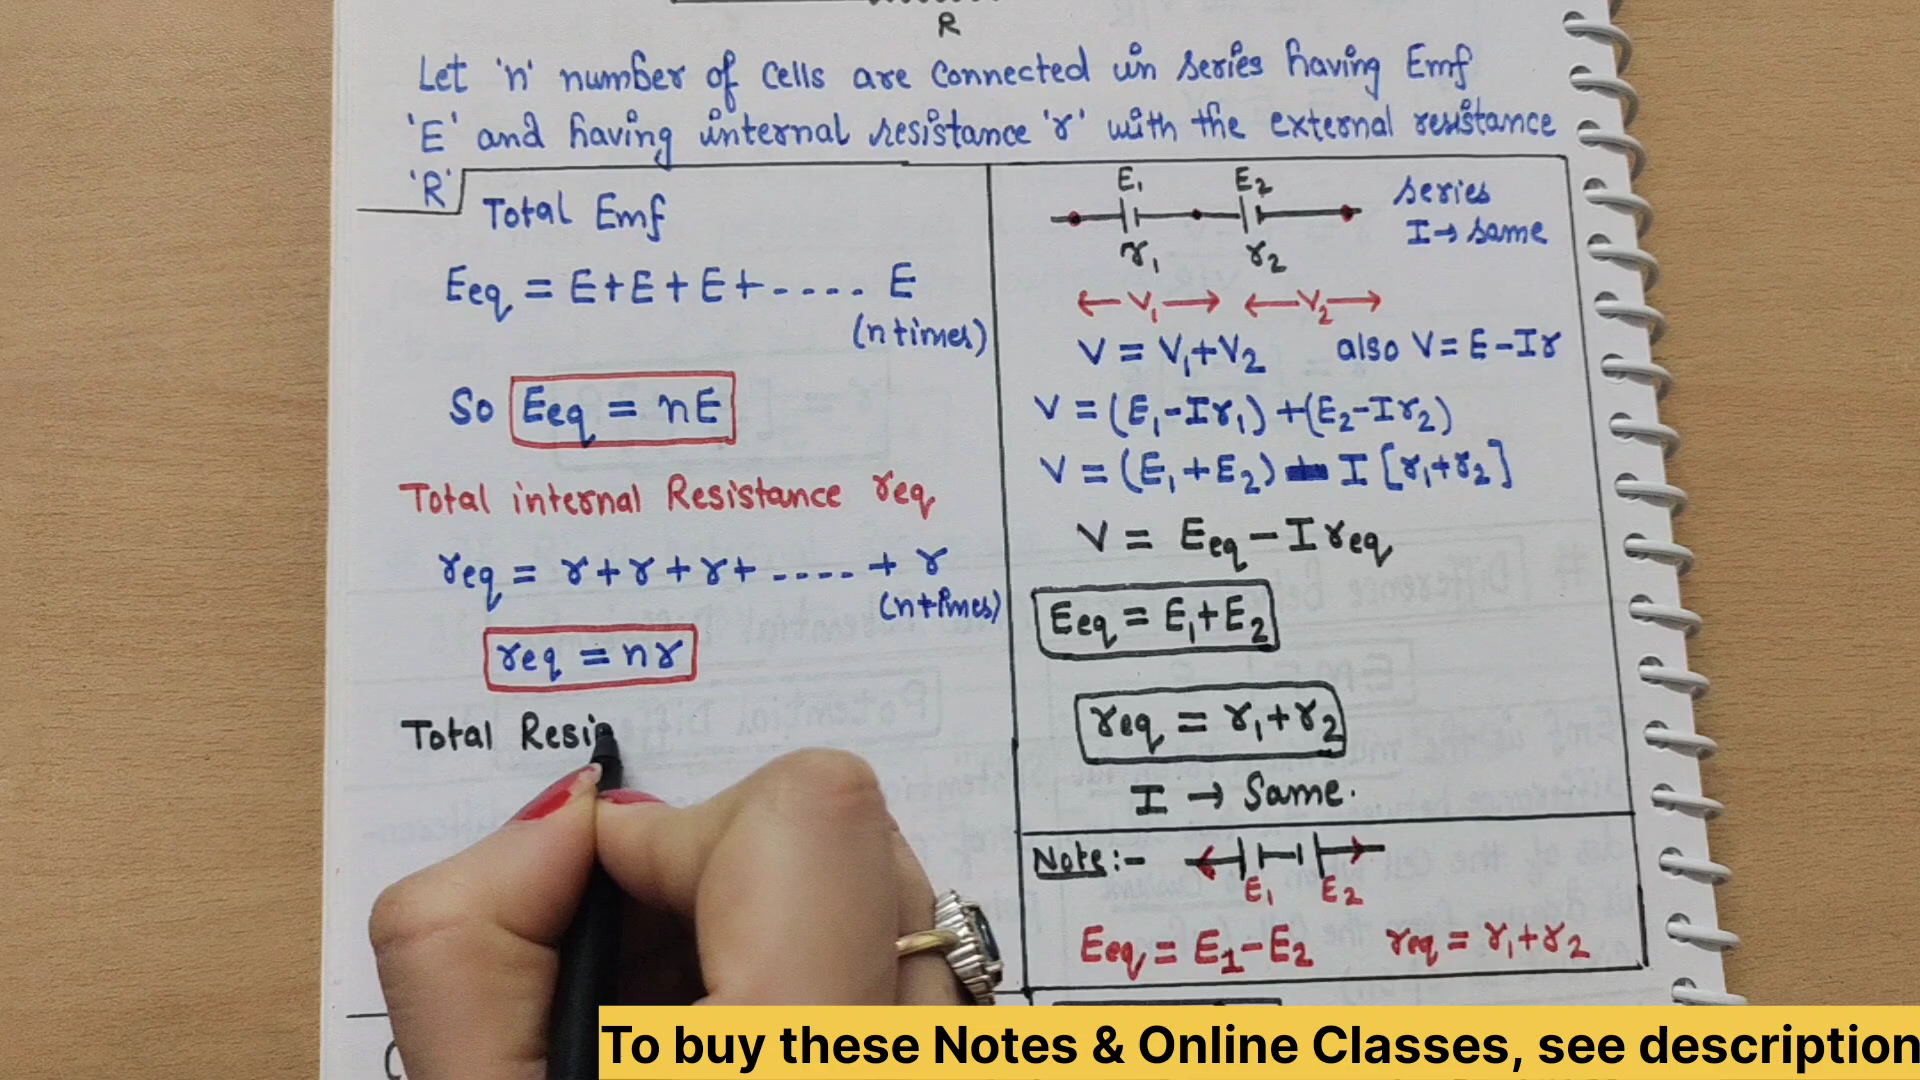 R
Let 'n' number of cells are connected in series having Emf
'E' and having internal resistance 'r' with the external resistance
'R'
Total Emf
Eeq = E+E+E+---- E
(n times)
So Eeq = nE
Total internal Resistance req
req = r+r+r+ ---- + r
(n times)
req = nr
Total Resis
E₁ E₂
series
I→ same
r₁ r₂
←V₁→ ←V₂→
V = V₁+V₂ also V= E-Ir
V = (E₁-Ir₁) +(E₂-Ir₂)
V = (E₁+E₂) - I [r₁+r₂]
V = Eeq - I req
Eeq = E₁+E₂
req = r₁+r₂
I → Same.
Note:-
E₁ E₂
Eeq = E₁-E₂ req = r₁+r₂
To buy these Notes & Online Classes, see description